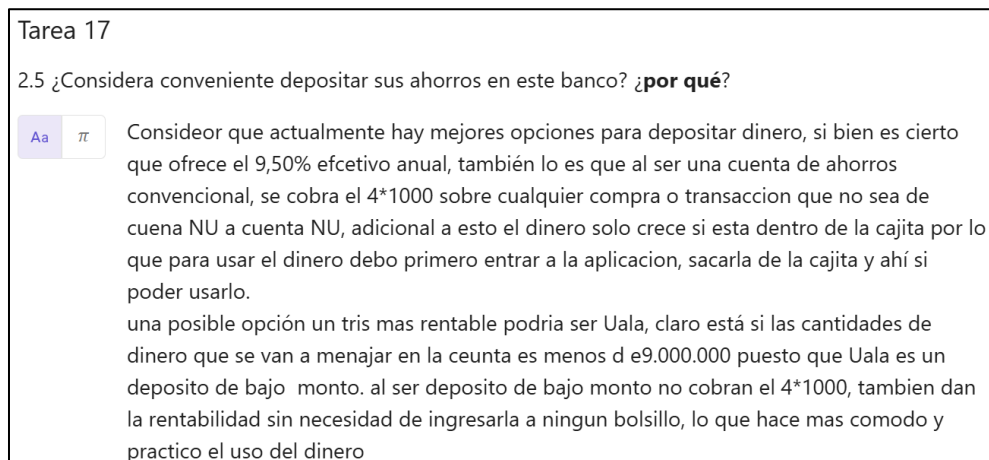 Tarea 17
2.5 ¿Considera conveniente depositar sus ahorros en este banco? ¿por qué?
Aa π
Consideor que actualmente hay mejores opciones para depositar dinero, si bien es cierto
que ofrece el 9,50% efcetivo anual, también lo es que al ser una cuenta de ahorros
convencional, se cobra el 4*1000 sobre cualquier compra o transaccion que no sea de
cuena NU a cuenta NU, adicional a esto el dinero solo crece si esta dentro de la cajita por lo
que para usar el dinero debo primero entrar a la aplicacion, sacarla de la cajita y ahí si
poder usarlo.
una posible opción un tris mas rentable podria ser Uala, claro está si las cantidades de
dinero que se van a menajar en la ceunta es menos d e9.000.000 puesto que Uala es un
deposito de bajo  monto. al ser deposito de bajo monto no cobran el 4*1000, tambien dan
la rentabilidad sin necesidad de ingresarla a ningun bolsillo, lo que hace mas comodo y
practico el uso del dinero